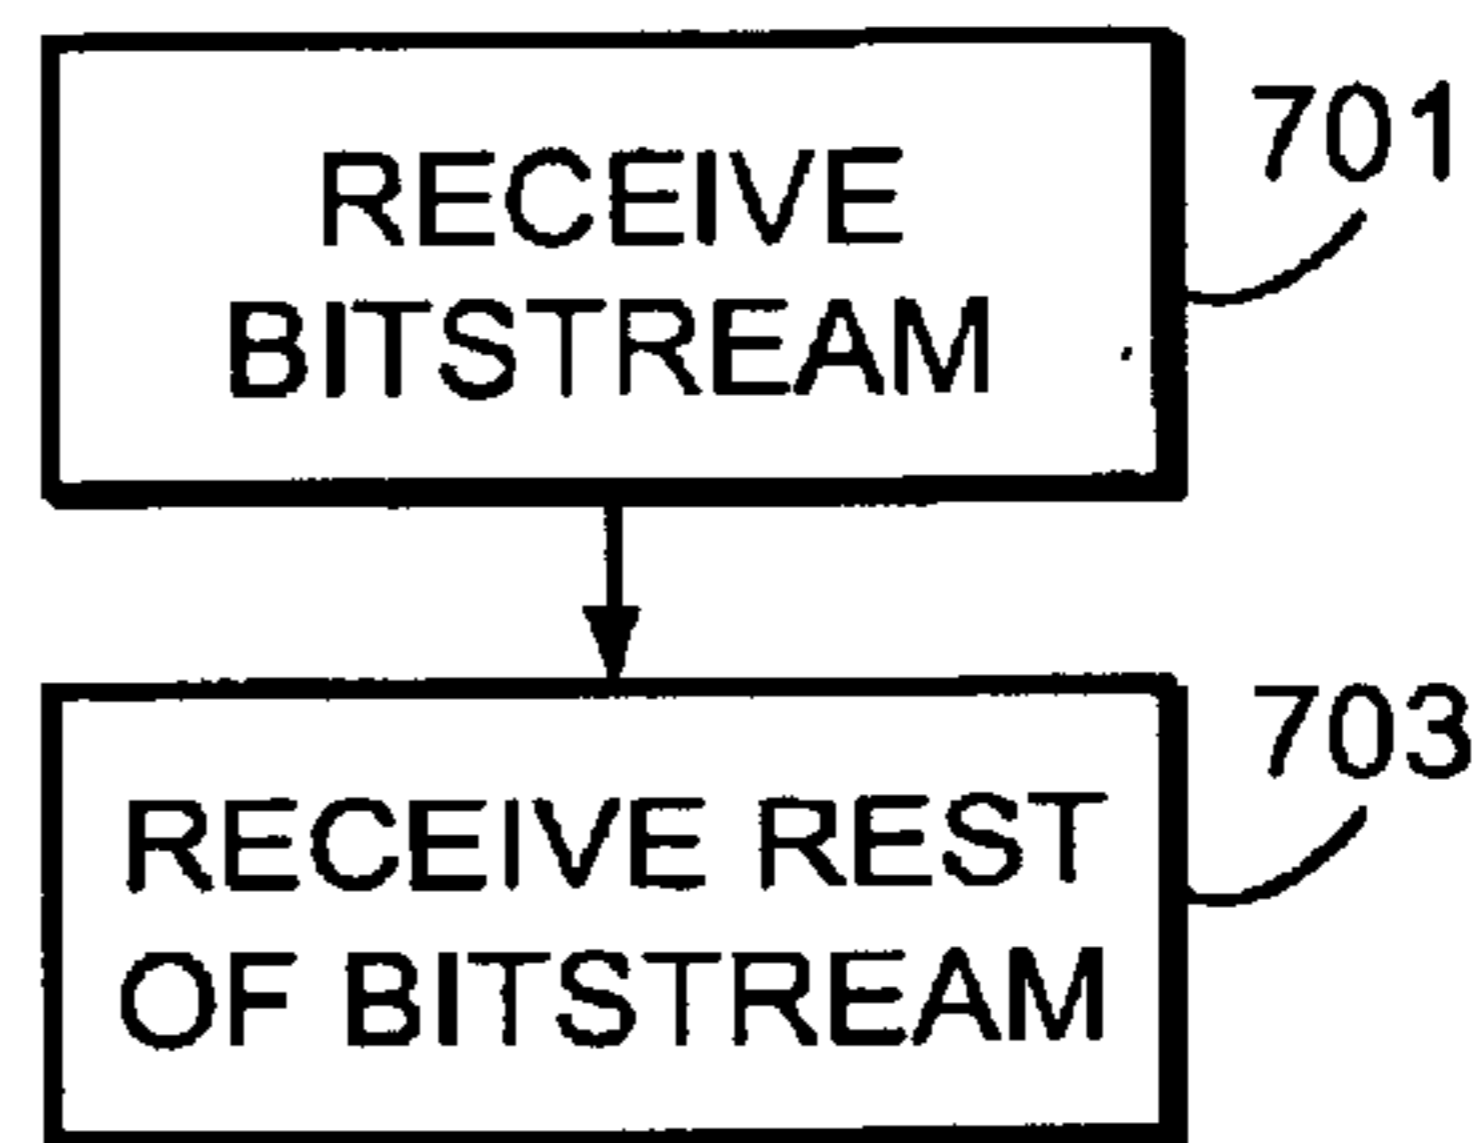 RECEIVE
BITSTREAM
701
RECEIVE REST
OF BITSTREAM
703